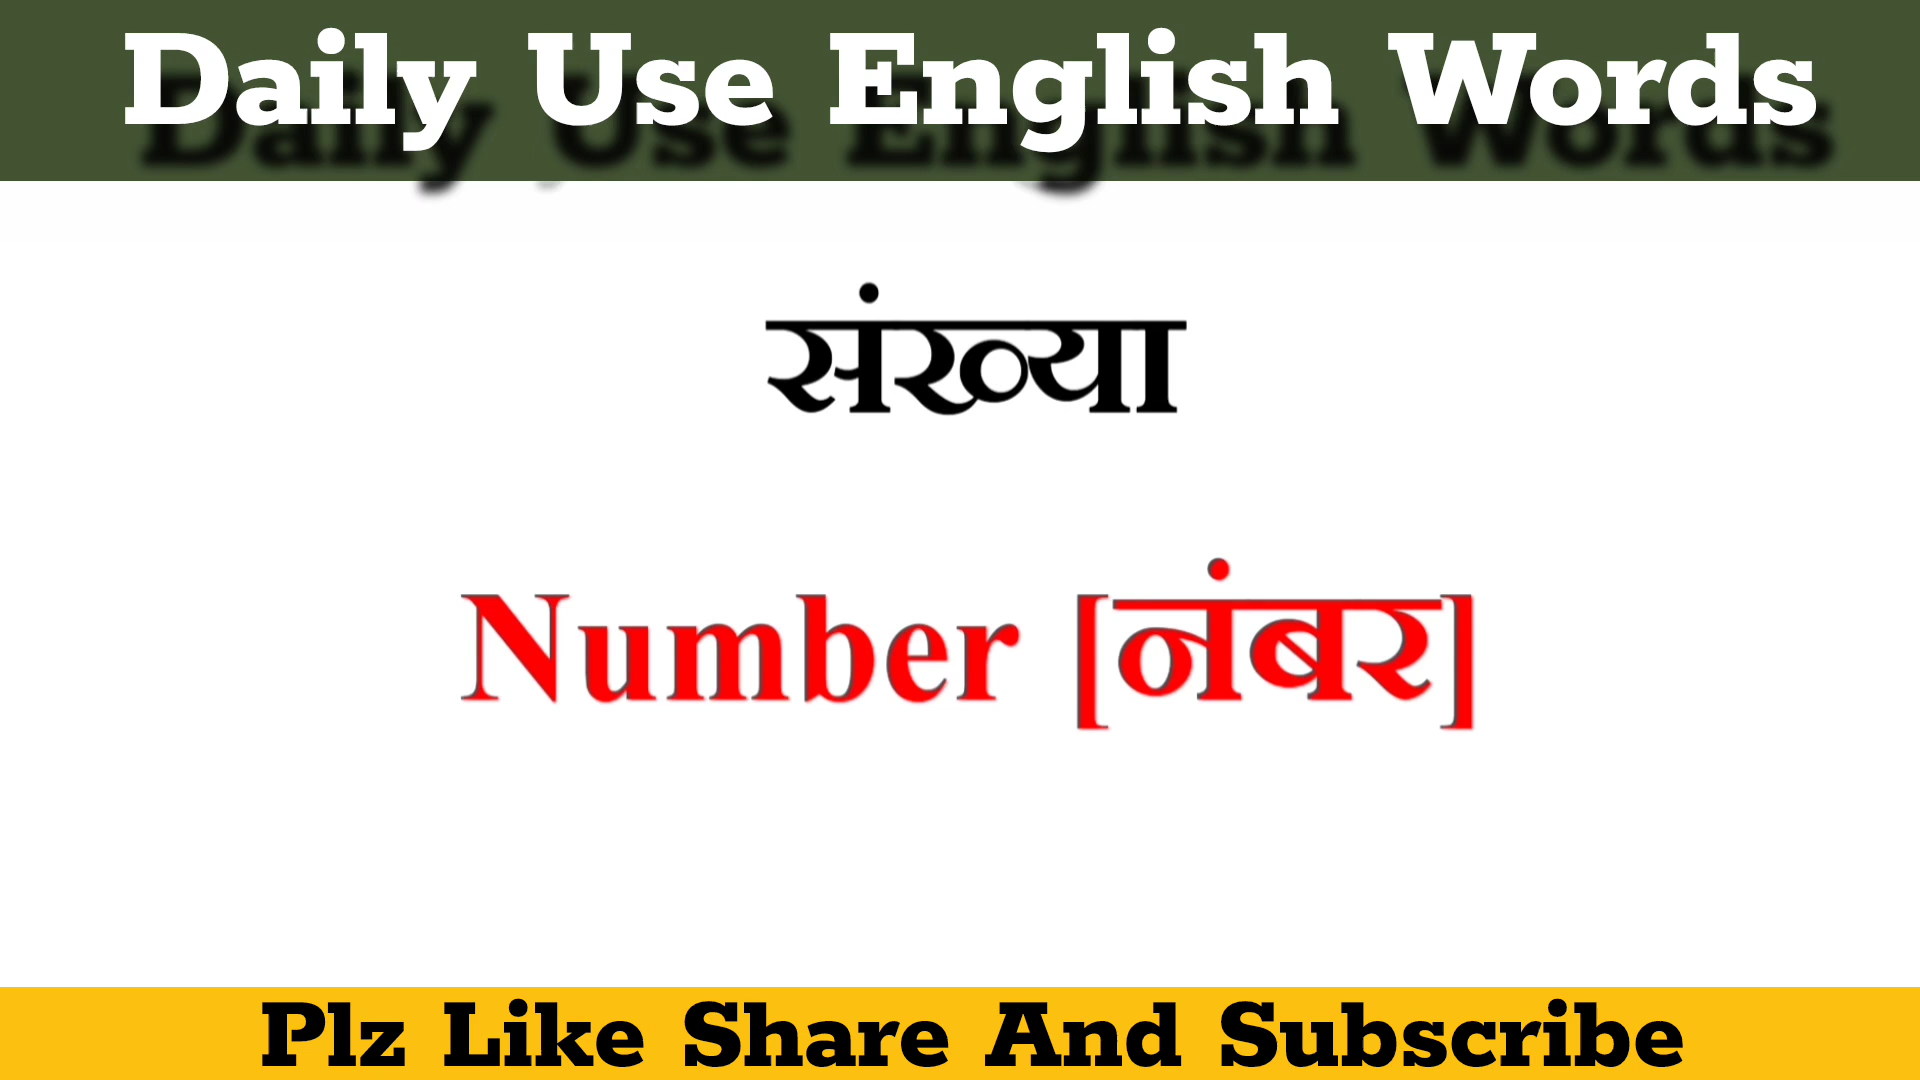 Daily Use English Words
संख्या
Number [नंबर]
Plz Like Share And Subscribe